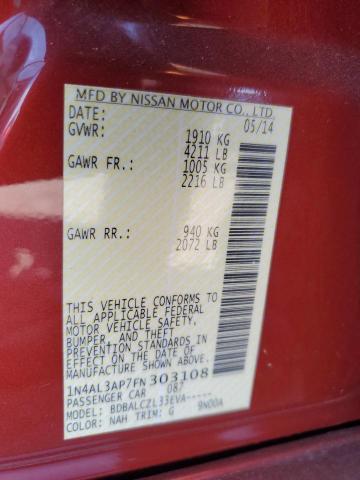 MFD BY NISSAN MOTOR CO., LTD.
DATE: 05/14
GVWR: 1910 KG
4211 LB
GAWR FR.: 1005 KG
2216 LB
GAWR RR.: 940 KG
2072 LB
THIS VEHICLE CONFORMS TO
ALL APPLICABLE FEDERAL
MOTOR VEHICLE SAFETY,
BUMPER, AND THEFT
PREVENTION STANDARDS IN
EFFECT ON THE DATE OF
MANUFACTURE SHOWN ABOVE.
1N4AL3AP7FN303108
PASSENGER CAR 087
MODEL: BDBALCZL33EVA-----
COLOR: NAH TRIM: G 9N00A